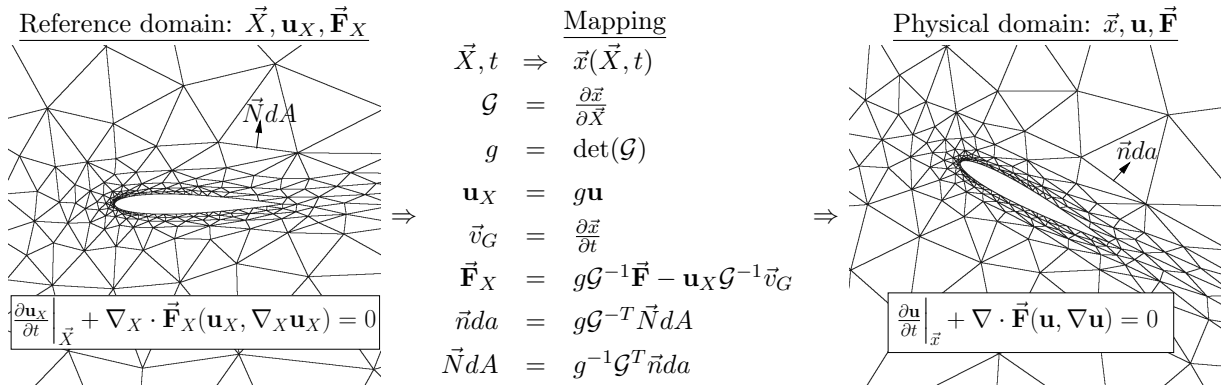 Reference domain: $\vec{X}, \mathbf{u}_X, \vec{\mathbf{F}}_X$
$\vec{N}dA$
$\left.\frac{\partial \mathbf{u}_X}{\partial t}\right|_{\vec{X}} + \nabla_X \cdot \vec{\mathbf{F}}_X(\mathbf{u}_X, \nabla_X \mathbf{u}_X) = 0$
⇒
Mapping
$\vec{X}, t \Rightarrow \vec{x}(\vec{X}, t)$
$\mathcal{G} = \frac{\partial \vec{x}}{\partial \vec{X}}$
$g = \det(\mathcal{G})$
$\mathbf{u}_X = g\mathbf{u}$
$\vec{v}_G = \frac{\partial \vec{x}}{\partial t}$
$\vec{\mathbf{F}}_X = g\mathcal{G}^{-1}\vec{\mathbf{F}} - \mathbf{u}_X \mathcal{G}^{-1}\vec{v}_G$
$\vec{n}da = g\mathcal{G}^{-T}\vec{N}dA$
$\vec{N}dA = g^{-1}\mathcal{G}^{T}\vec{n}da$
⇒
Physical domain: $\vec{x}, \mathbf{u}, \vec{\mathbf{F}}$
$\vec{n}da$
$\left.\frac{\partial \mathbf{u}}{\partial t}\right|_{\vec{x}} + \nabla \cdot \vec{\mathbf{F}}(\mathbf{u}, \nabla \mathbf{u}) = 0$